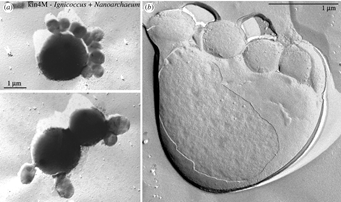 (a) kin4M - Ignicoccus + Nanoarchaeum
1 µm
(b)
1 µm